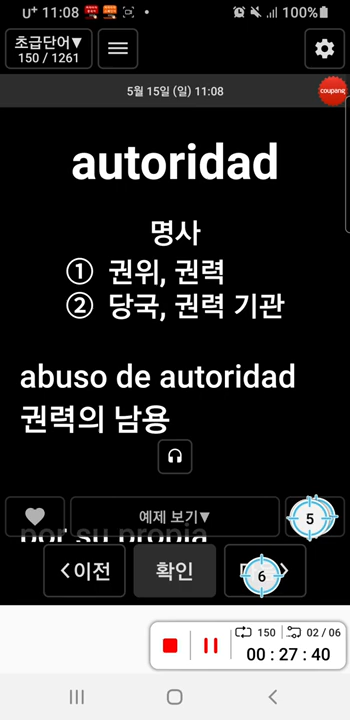 U+ 11:08 100%
초급단어▼
150 / 1261
5월 15일 (일) 11:08
coupang
autoridad
명사
① 권위, 권력
② 당국, 권력 기관
abuso de autoridad
권력의 남용
예제 보기▼
5
por su propia
<이전
확인
6
>
150 02 / 06
00 : 27 : 40